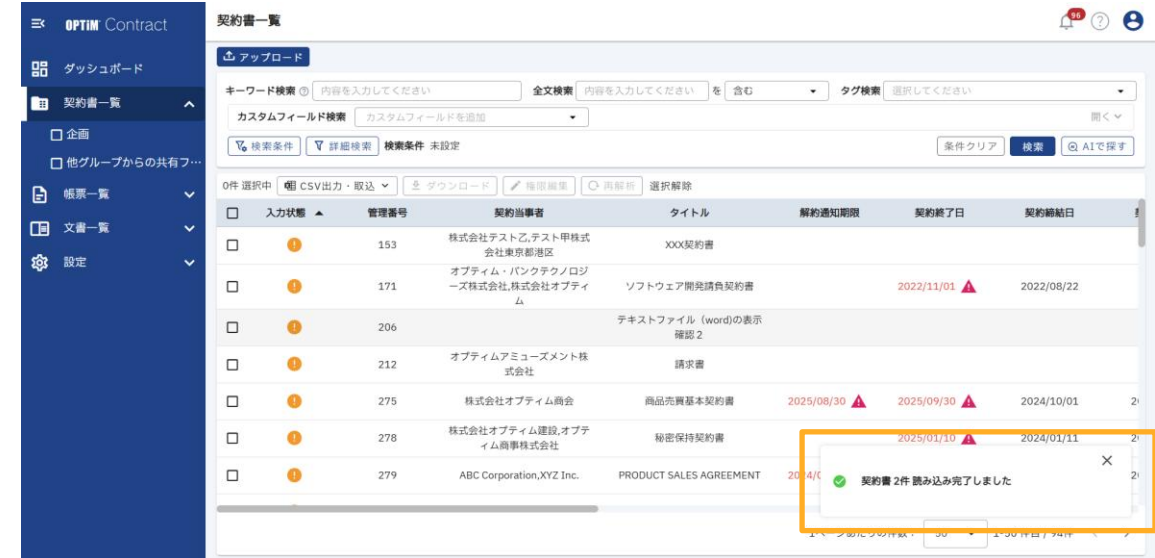 OPTiM Contract
契約書一覧
96
ダッシュボード
契約書一覧
企画
他グループからの共有フ…
帳票一覧
文書一覧
設定
アップロード
キーワード検索 内容を入力してください 全文検索 内容を入力してください を 含む タグ検索 選択してください
カスタムフィールド検索 カスタムフィールドを追加 開く
検索条件 詳細検索 検索条件 未設定 条件クリア 検索 AIで探す
0件 選択中 CSV出力・取込 ダウンロード 権限編集 再解析 選択解除
入力状態 管理番号 契約当事者 タイトル 解約通知期限 契約終了日 契約締結日
153 株式会社テスト乙,テスト甲株式 XXX契約書
会社東京都港区
171 オプティム・バンクテクノロジ ソフトウェア開発請負契約書 2022/11/01 2022/08/22
ーズ株式会社,株式会社オプティ
ム
206 テキストファイル(word)の表示
確認2
212 オプティムアミューズメント株 請求書
式会社
275 株式会社オプティム商会 商品売買基本契約書 2025/08/30 2025/09/30 2024/10/01
278 株式会社オプティム建設,オプテ 秘密保持契約書 2025/01/10 2024/01/11
ィム商事株式会社
279 ABC Corporation,XYZ Inc. PRODUCT SALES AGREEMENT
契約書 2件 読み込み完了しました